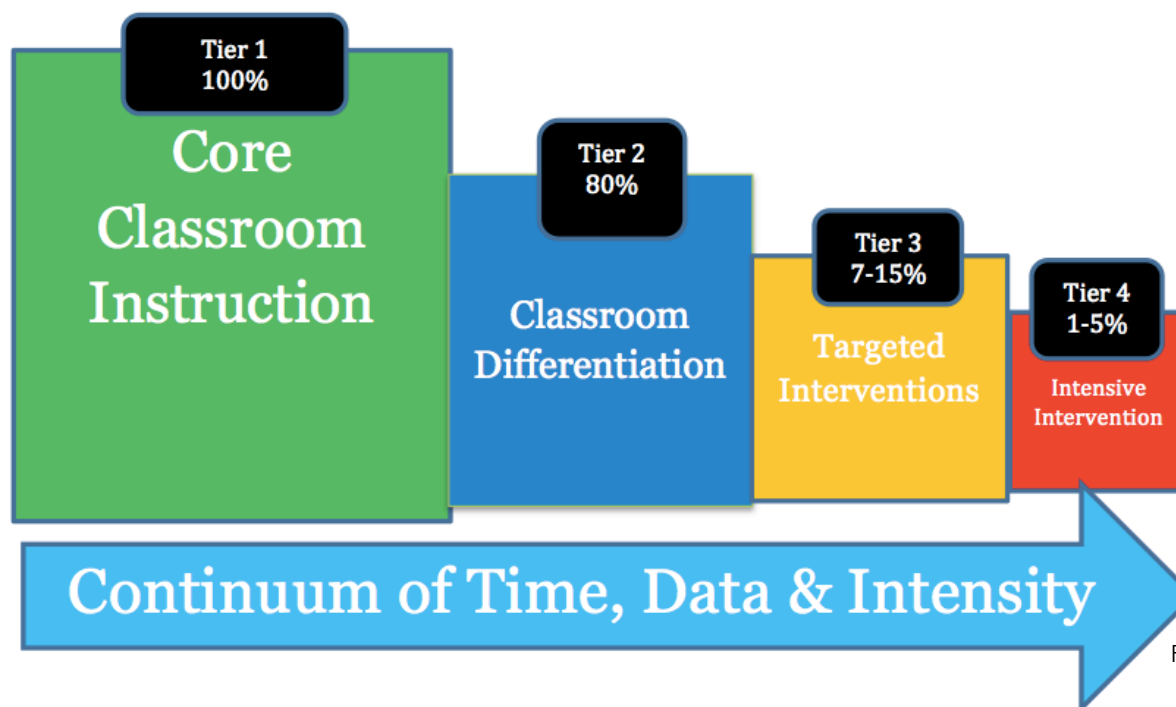 Tier 1
100%
Core
Classroom
Instruction
Tier 2
80%
Classroom
Differentiation
Tier 3
7-15%
Targeted
Interventions
Tier 4
1-5%
Intensive
Intervention
Continuum of Time, Data & Intensity